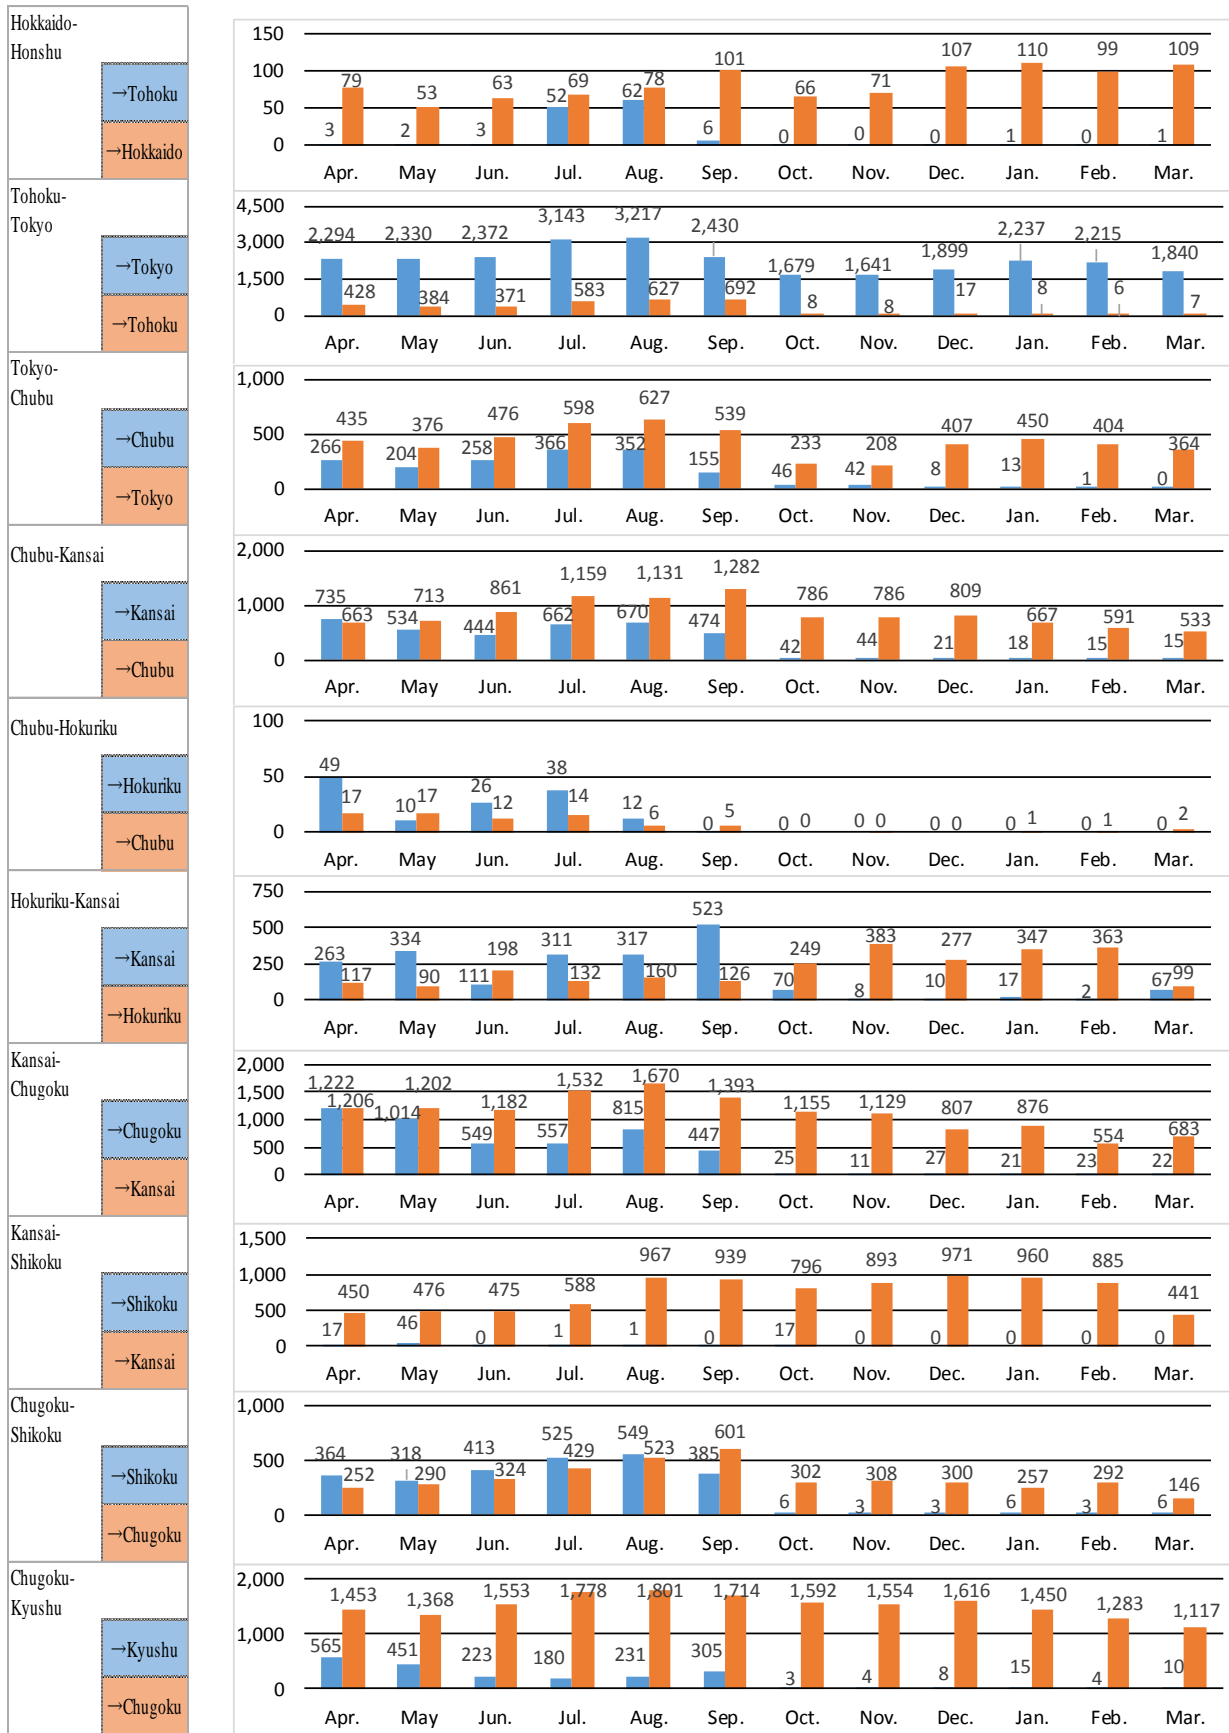 Hokkaido-
Honshu
→Tohoku
→Hokkaido
150
100
50
0
79 53 63 52 69 62 78 101 66 71 107 110 99 109
3 2 3 6 0 0 0 1 0 1
Apr. May Jun. Jul. Aug. Sep. Oct. Nov. Dec. Jan. Feb. Mar.
Tohoku-
Tokyo
→Tokyo
→Tohoku
4,500
3,000
1,500
0
2,294 2,330 2,372 3,143 3,217 2,430 1,679 1,641 1,899 2,237 2,215 1,840
428 384 371 583 627 692 8 8 17 8 6 7
Apr. May Jun. Jul. Aug. Sep. Oct. Nov. Dec. Jan. Feb. Mar.
Tokyo-
Chubu
→Chubu
→Tokyo
1,000
500
0
435 376 476 598 627 539 233 208 407 450 404 364
266 204 258 366 352 155 46 42 8 13 1 0
Apr. May Jun. Jul. Aug. Sep. Oct. Nov. Dec. Jan. Feb. Mar.
Chubu-Kansai
→Kansai
→Chubu
2,000
1,000
0
735 534 444 662 670 474 42 44 21 18 15 15
663 713 861 1,159 1,131 1,282 786 786 809 667 591 533
Apr. May Jun. Jul. Aug. Sep. Oct. Nov. Dec. Jan. Feb. Mar.
Chubu-Hokuriku
→Hokuriku
→Chubu
100
50
0
49 10 26 38 12 0 0 0 0 0 0 0
17 17 12 14 6 5 0 0 0 1 1 2
Apr. May Jun. Jul. Aug. Sep. Oct. Nov. Dec. Jan. Feb. Mar.
Hokuriku-Kansai
→Kansai
→Hokuriku
750
500
250
0
263 334 111 311 317 523 70 8 10 17 2 67
117 90 198 132 160 126 249 383 277 347 363 99
Apr. May Jun. Jul. Aug. Sep. Oct. Nov. Dec. Jan. Feb. Mar.
Kansai-
Chugoku
→Chugoku
→Kansai
2,000
1,500
1,000
500
0
1,222 1,014 549 557 815 447 25 11 27 21 23 22
1,206 1,202 1,182 1,532 1,670 1,393 1,155 1,129 807 876 554 683
Apr. May Jun. Jul. Aug. Sep. Oct. Nov. Dec. Jan. Feb. Mar.
Kansai-
Shikoku
→Shikoku
→Kansai
1,500
1,000
500
0
450 476 475 588 967 939 796 893 971 960 885 441
17 46 0 1 1 0 17 0 0 0 0 0
Apr. May Jun. Jul. Aug. Sep. Oct. Nov. Dec. Jan. Feb. Mar.
Chugoku-
Shikoku
→Shikoku
→Chugoku
1,000
500
0
364 318 413 525 549 385 6 3 3 6 3 6
252 290 324 429 523 601 302 308 300 257 292 146
Apr. May Jun. Jul. Aug. Sep. Oct. Nov. Dec. Jan. Feb. Mar.
Chugoku-
Kyushu
→Kyushu
→Chugoku
2,000
1,000
0
1,453 1,368 1,553 1,778 1,801 1,714 1,592 1,554 1,616 1,450 1,283 1,117
565 451 223 180 231 305 3 4 8 15 4 10
Apr. May Jun. Jul. Aug. Sep. Oct. Nov. Dec. Jan. Feb. Mar.